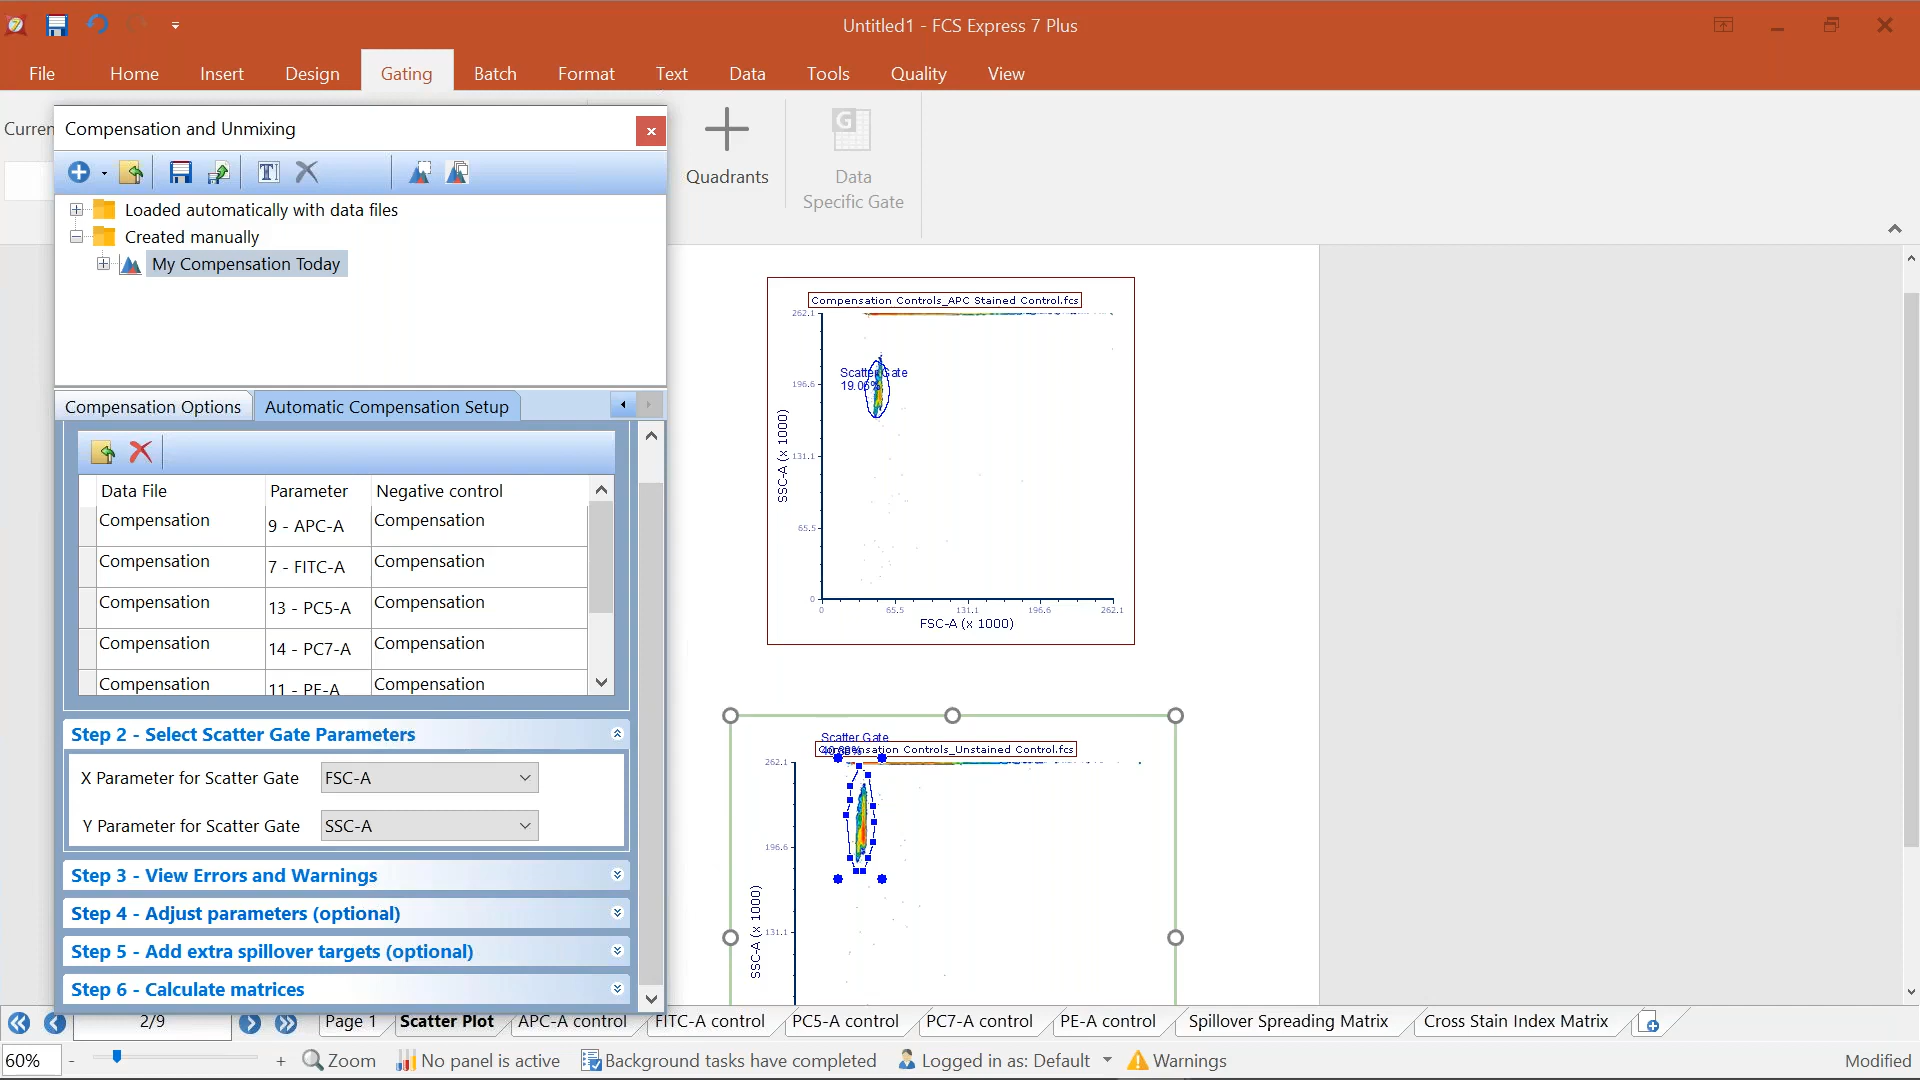 Untitled1 - FCS Express 7 Plus
File Home Insert Design Gating Batch Format Text Data Tools Quality View
Curren
Compensation and Unmixing
Quadrants
Data
Specific Gate
Loaded automatically with data files
Created manually
My Compensation Today
Compensation Options Automatic Compensation Setup
Data File Parameter Negative control
Compensation 9 - APC-A Compensation
Compensation 7 - FITC-A Compensation
Compensation 13 - PC5-A Compensation
Compensation 14 - PC7-A Compensation
Compensation 11 - PE-A Compensation
Step 2 - Select Scatter Gate Parameters
X Parameter for Scatter Gate FSC-A
Y Parameter for Scatter Gate SSC-A
Step 3 - View Errors and Warnings
Step 4 - Adjust parameters (optional)
Step 5 - Add extra spillover targets (optional)
Step 6 - Calculate matrices
Compensation Controls_APC Stained Control.fcs
262.1
Scatter Gate
19.06%
196.6
SSC-A (x 1000)
131.1
65.5
0
0 65.5 131.1 196.6 262.1
FSC-A (x 1000)
Scatter Gate
Compensation Controls_Unstained Control.fcs
262.1
196.6
SSC-A (x 1000)
131.1
2/9 Page 1 Scatter Plot APC-A control FITC-A control PC5-A control PC7-A control PE-A control Spillover Spreading Matrix Cross Stain Index Matrix
60% - + Zoom No panel is active Background tasks have completed Logged in as: Default Warnings Modified